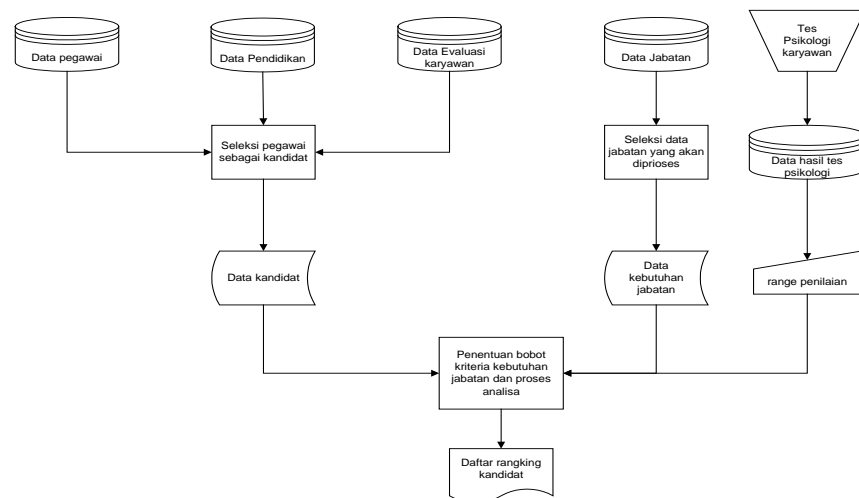 Data pegawai
Data Pendidikan
Data Evaluasi
karyawan
Data Jabatan
Tes
Psikologi
karyawan
Seleksi pegawai
sebagai kandidat
Seleksi data
jabatan yang akan
diprioses
Data hasil tes
psikologi
Data kandidat
Data
kebutuhan
jabatan
range penilaian
Penentuan bobot
kriteria kebutuhan
jabatan dan proses
analisa
Daftar rangking
kandidat